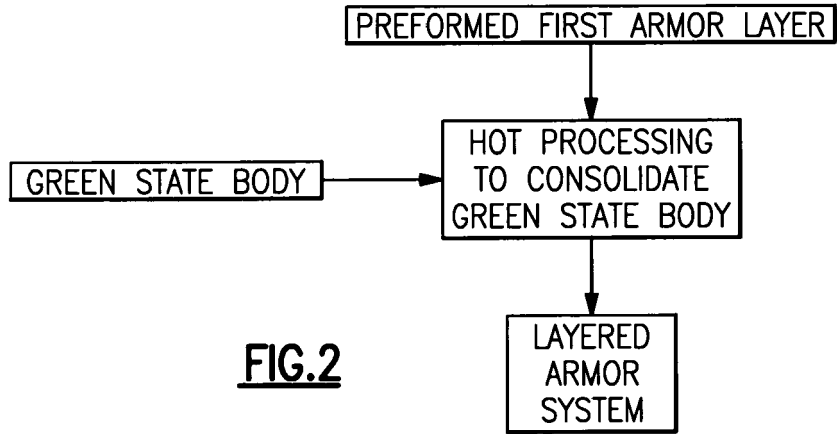 PREFORMED FIRST ARMOR LAYER
HOT PROCESSING
TO CONSOLIDATE
GREEN STATE BODY
GREEN STATE BODY
LAYERED
ARMOR
SYSTEM
FIG.2